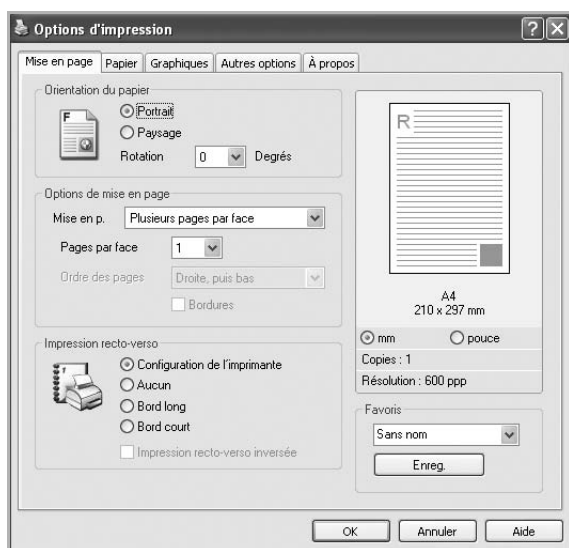 Options d'impression
Mise en page Papier Graphiques Autres options À propos
Orientation du papier
F
Portrait
Paysage
Rotation 0 Degrés
Options de mise en page
Mise en p. Plusieurs pages par face
Pages par face 1
Ordre des pages Droite, puis bas
Bordures
Impression recto-verso
Configuration de l'imprimante
Aucun
Bord long
Bord court
Impression recto-verso inversée
R
A4
210 x 297 mm
mm pouce
Copies : 1
Résolution : 600 ppp
Favoris
Sans nom
Enreg.
OK Annuler Aide